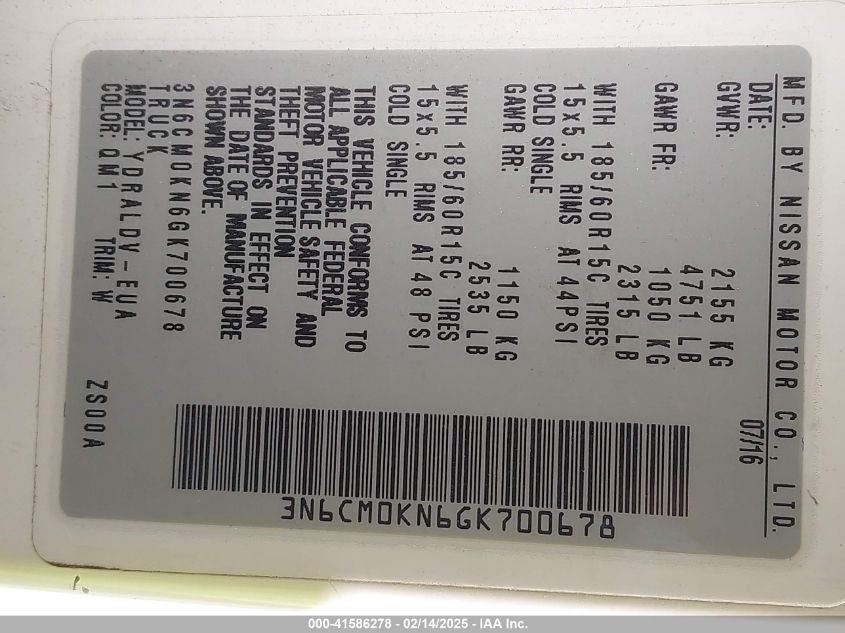 MFD. BY NISSAN MOTOR CO., LTD.
DATE: 07/16
GVWR: 2155 KG
4751 LB
GAWR FR: 1050 KG
2315 LB
WITH 185/60R15C TIRES
15x5.5 RIMS AT 44PSI
COLD SINGLE
GAWR RR: 1150 KG
2535 LB
WITH 185/60R15C TIRES
15x5.5 RIMS AT 48 PSI
COLD SINGLE
THIS VEHICLE CONFORMS TO
ALL APPLICABLE FEDERAL
MOTOR VEHICLE SAFETY AND
THEFT PREVENTION
STANDARDS IN EFFECT ON
THE DATE OF MANUFACTURE
SHOWN ABOVE.
3N6CM0KN6GK700678
TRUCK
MODEL: YDRALDV-EUA
COLOR: QM1 TRIM: W ZS00A
3N6CM0KN6GK700678
000-41586278 - 02/14/2025 - IAA Inc.